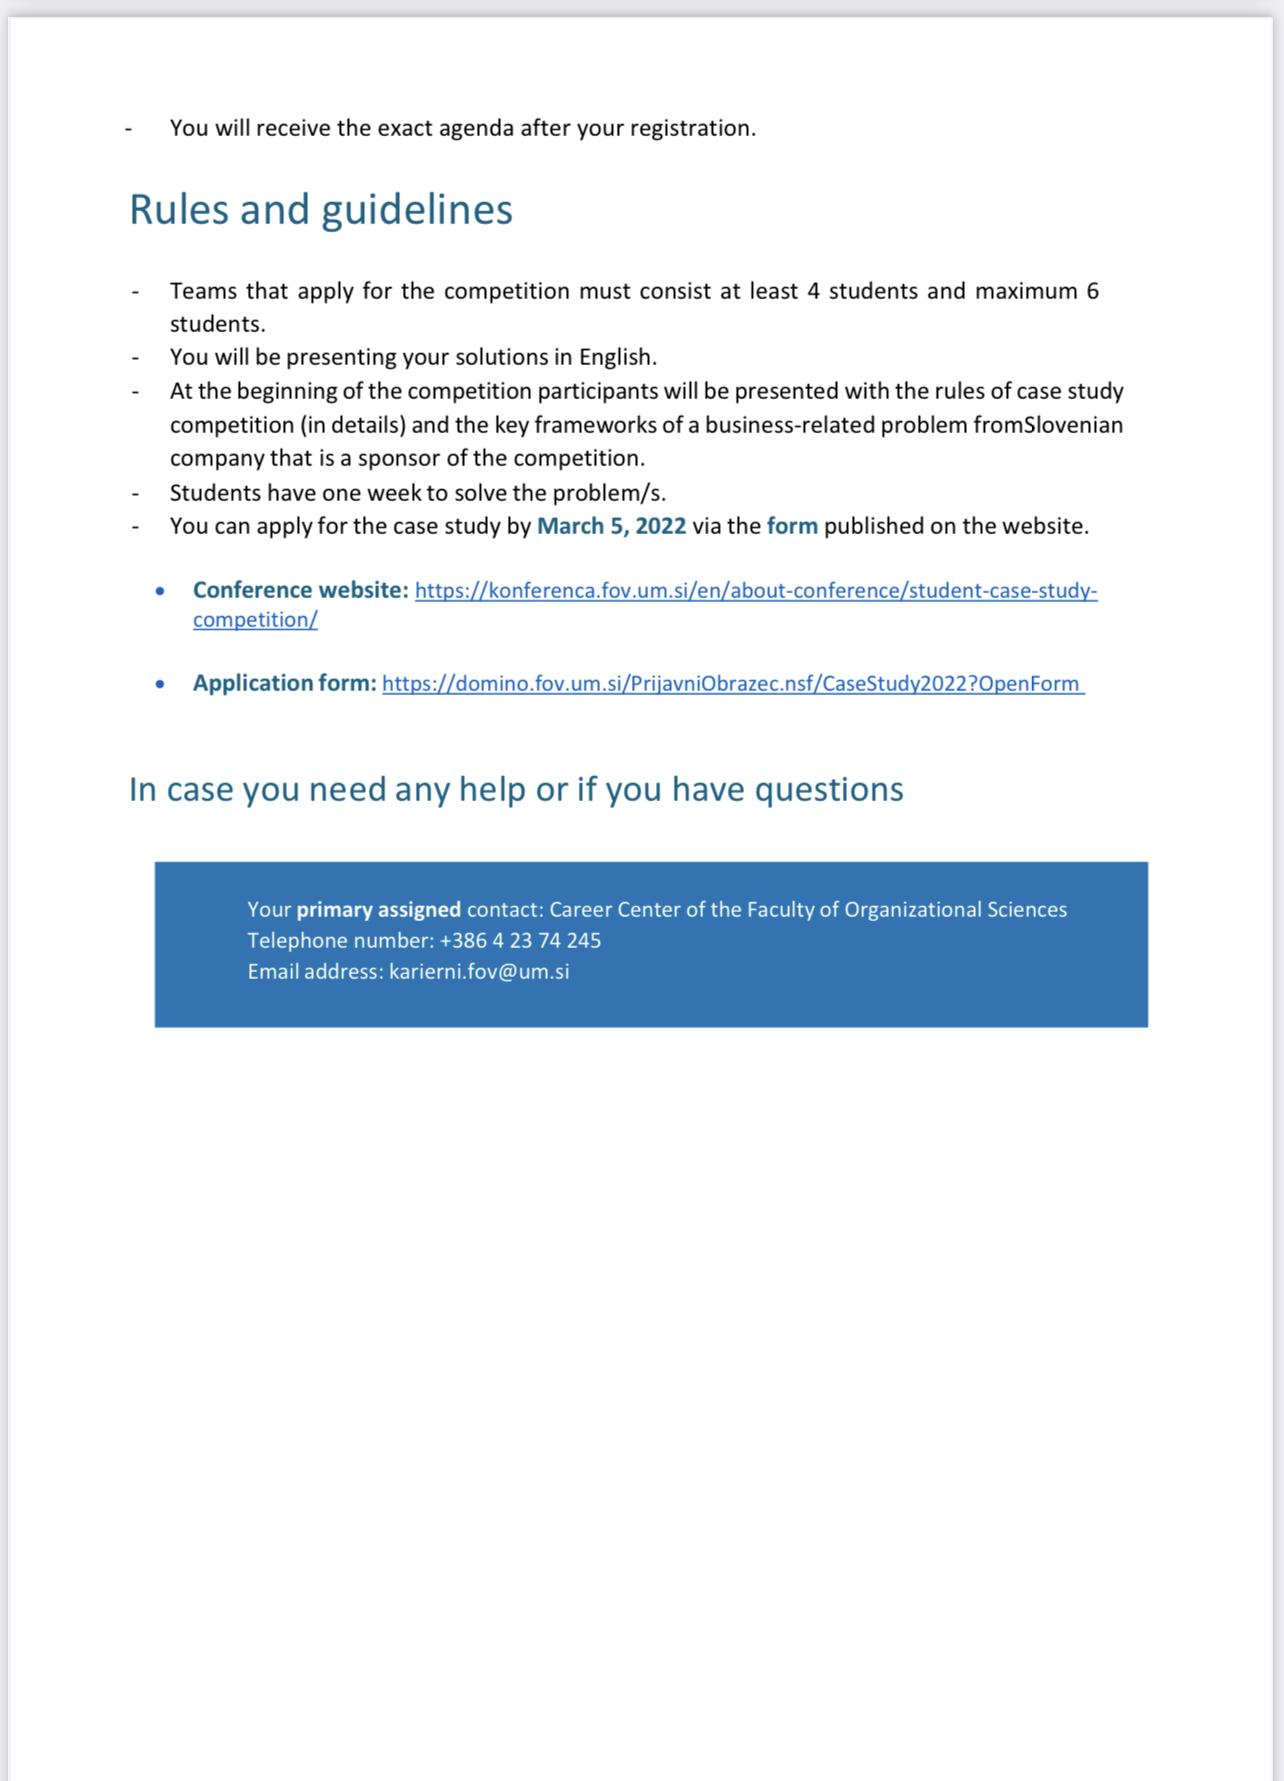 - You will receive the exact agenda after your registration.
Rules and guidelines
- Teams that apply for the competition must consist at least 4 students and maximum 6
students.
- You will be presenting your solutions in English.
- At the beginning of the competition participants will be presented with the rules of case study
competition (in details) and the key frameworks of a business-related problem fromSlovenian
company that is a sponsor of the competition.
- Students have one week to solve the problem/s.
- You can apply for the case study by March 5, 2022 via the form published on the website.
• Conference website: https://konferenca.fov.um.si/en/about-conference/student-case-study-
competition/
• Application form: https://domino.fov.um.si/PrijavniObrazec.nsf/CaseStudy2022?OpenForm
In case you need any help or if you have questions
Your primary assigned contact: Career Center of the Faculty of Organizational Sciences
Telephone number: +386 4 23 74 245
Email address: karierni.fov@um.si